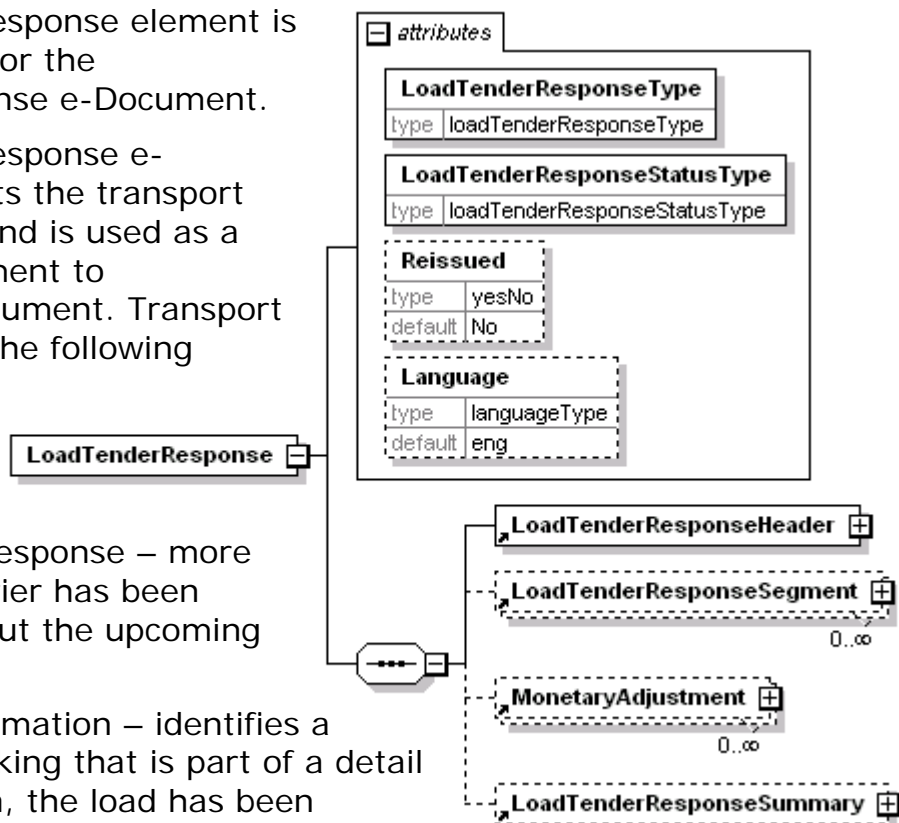 esponse element is
or the
nse e-Document.
esponse e-
ts the transport
nd is used as a
nent to
cument. Transport
he following
attributes
LoadTenderResponseType
type loadTenderResponseType
LoadTenderResponseStatusType
type loadTenderResponseStatusType
Reissued
type yesNo
default No
Language
type languageType
default eng
LoadTenderResponse
LoadTenderResponseHeader
esponse – more
ier has been
ut the upcoming
LoadTenderResponseSegment
0..∞
MonetaryAdjustment
0..∞
rmation – identifies a
king that is part of a detail
, the load has been
LoadTenderResponseSummary